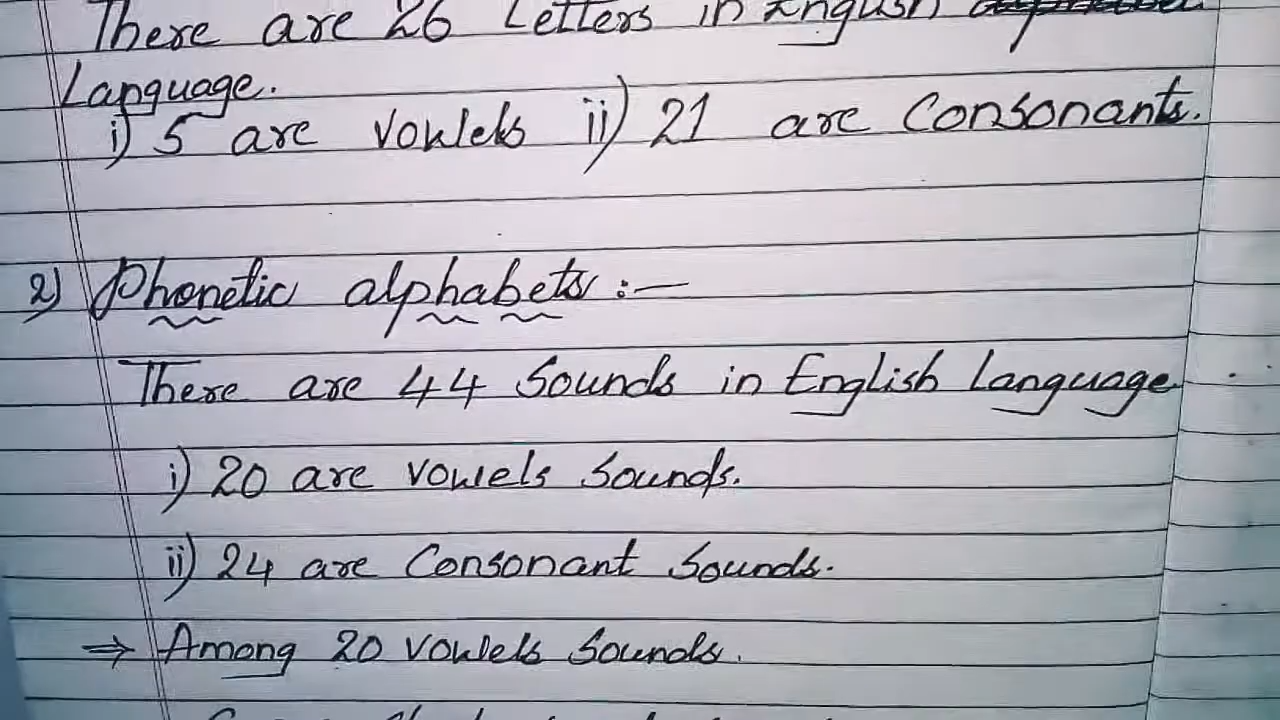 There are 26 Letters in English
Language.
i) 5 are vowels ii) 21 are Consonants.
2) Phonetic alphabets :—
There are 44 Sounds in English language
i) 20 are vowels Sounds.
ii) 24 are Consonant Sounds.
⇒ Among 20 vowels Sounds.